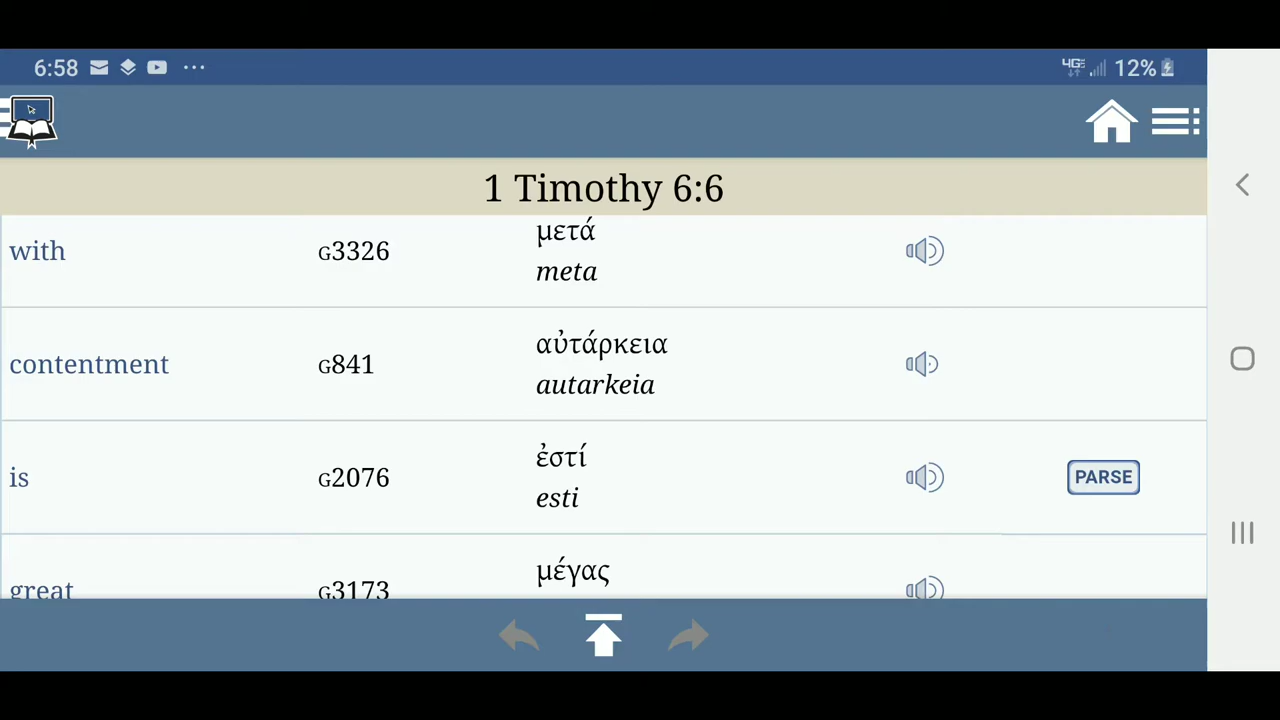 6:58
4G
12%
1 Timothy 6:6
with G3326 μετά
meta
contentment G841 αὐτάρκεια
autarkeia
is G2076 ἐστί
esti
PARSE
great G3173 μέγας